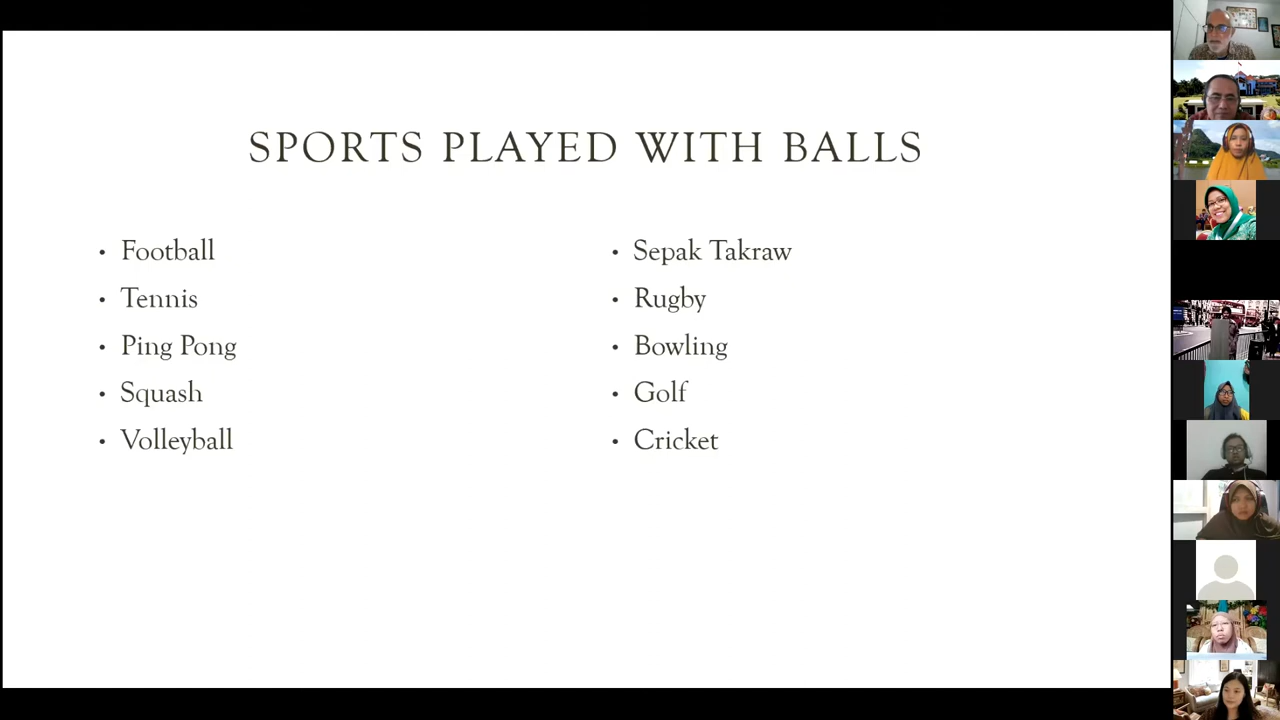 SPORTS PLAYED WITH BALLS
• Football
• Tennis
• Ping Pong
• Squash
• Volleyball
• Sepak Takraw
• Rugby
• Bowling
• Golf
• Cricket